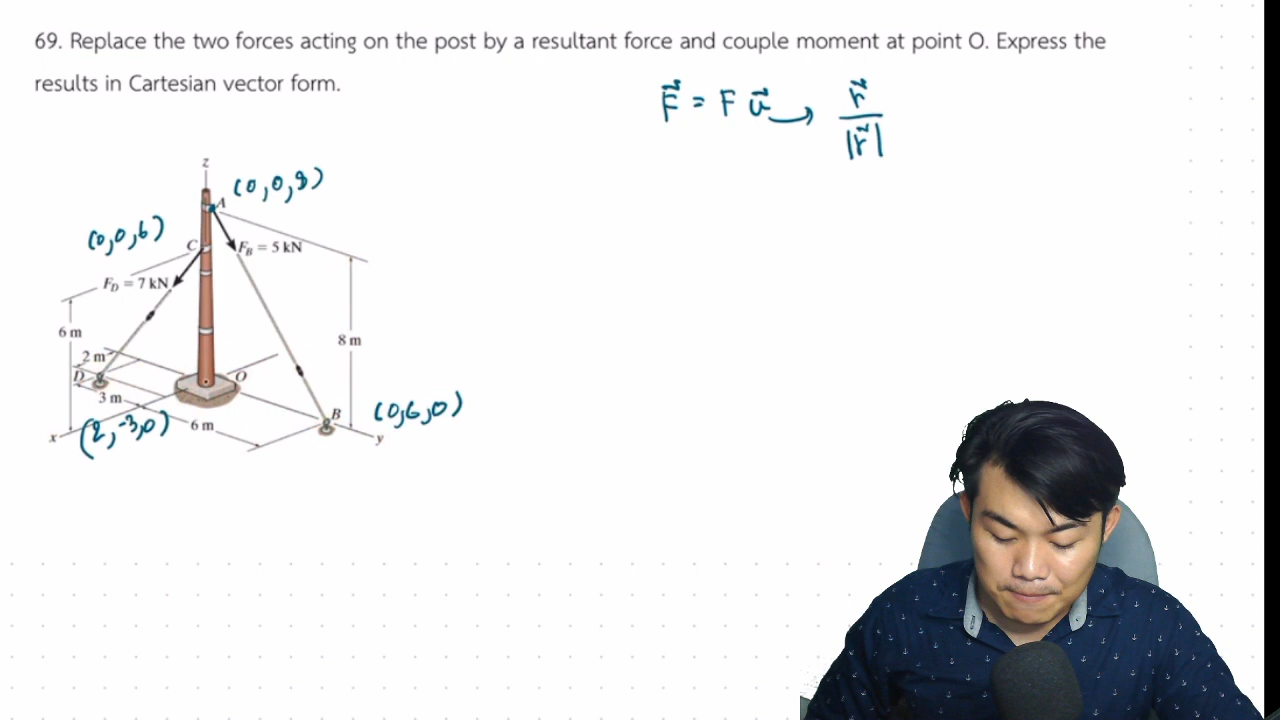 69. Replace the two forces acting on the post by a resultant force and couple moment at point O. Express the
results in Cartesian vector form.
F⃗ = F u⃗ → r⃗ / |r⃗|
z
(0,0,8)
A
(0,0,6)
C
F_B = 5 kN
F_D = 7 kN
6 m
8 m
2 m
D
O
3 m
B
(0,6,0)
(2,-3,0)
6 m
x
y